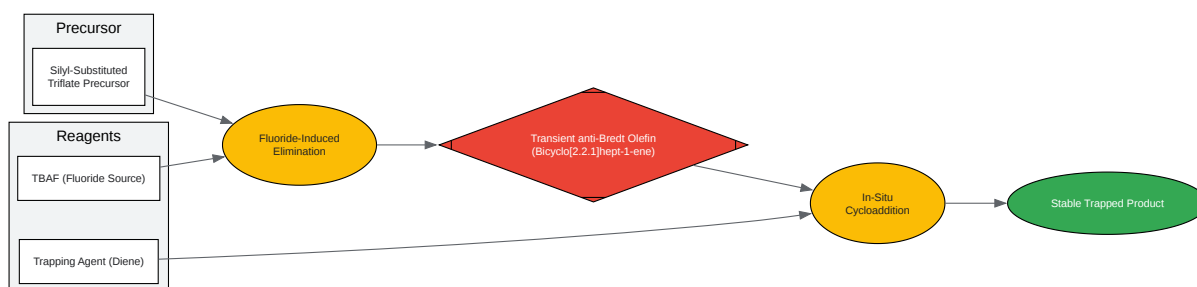 Precursor
Silyl-Substituted
Triflate Precursor
Reagents
TBAF (Fluoride Source)
Trapping Agent (Diene)
Fluoride-Induced
Elimination
Transient anti-Bredt Olefin
(Bicyclo[2.2.1]hept-1-ene)
In-Situ
Cycloaddition
Stable Trapped Product